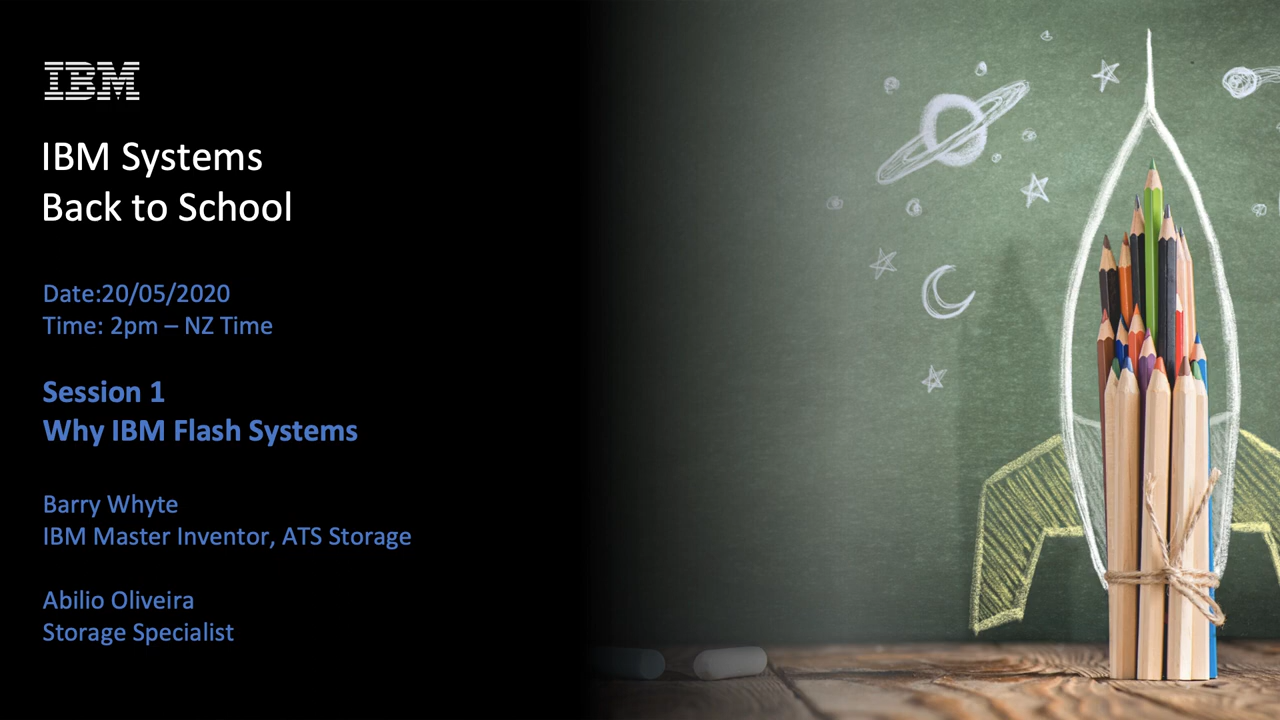 IBM
IBM Systems
Back to School
Date:20/05/2020
Time: 2pm – NZ Time
Session 1
Why IBM Flash Systems
Barry Whyte
IBM Master Inventor, ATS Storage
Abilio Oliveira
Storage Specialist